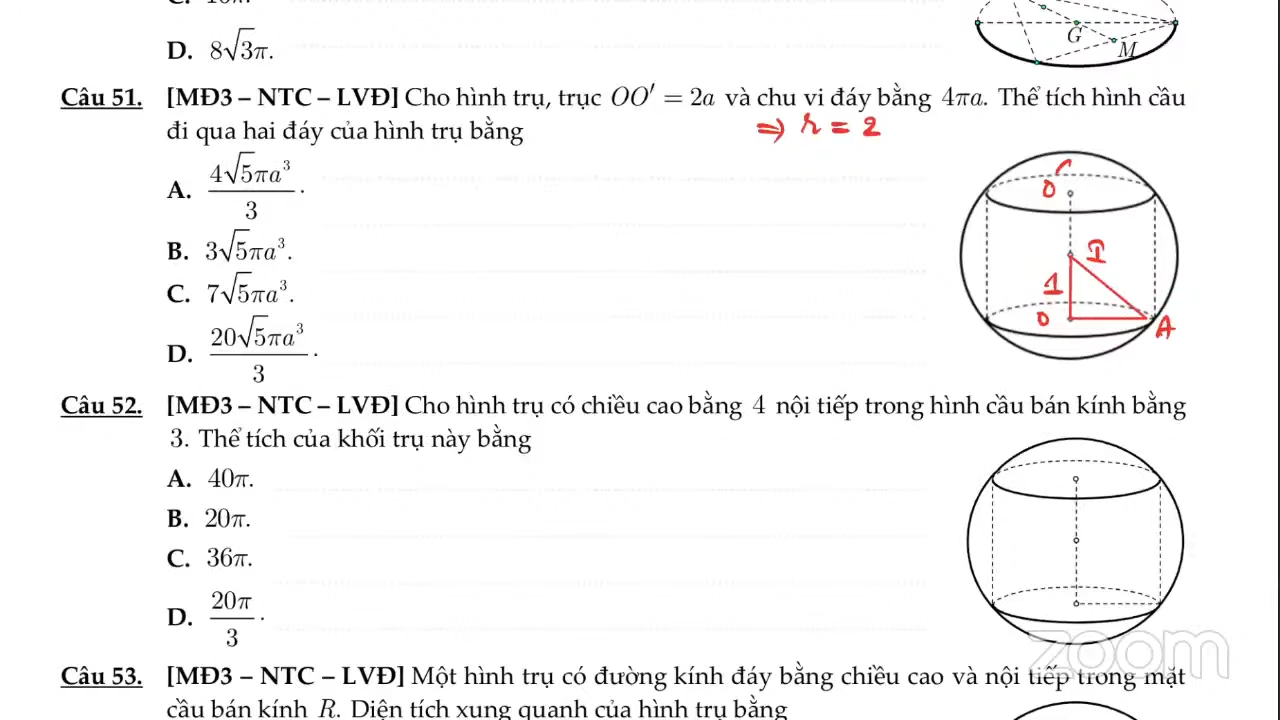 D. 8√3π.
G
M
Câu 51. [MĐ3 – NTC – LVĐ] Cho hình trụ, trục OO′ = 2a và chu vi đáy bằng 4πa. Thể tích hình cầu
đi qua hai đáy của hình trụ bằng
⇒ r = 2
A. 4√5πa³/3.
B. 3√5πa³.
C. 7√5πa³.
D. 20√5πa³/3.
O′
I
1
O
A
Câu 52. [MĐ3 – NTC – LVĐ] Cho hình trụ có chiều cao bằng 4 nội tiếp trong hình cầu bán kính bằng
3. Thể tích của khối trụ này bằng
A. 40π.
B. 20π.
C. 36π.
D. 20π/3.
zoom
Câu 53. [MĐ3 – NTC – LVĐ] Một hình trụ có đường kính đáy bằng chiều cao và nội tiếp trong mặt
cầu bán kính R. Diện tích xung quanh của hình trụ bằng